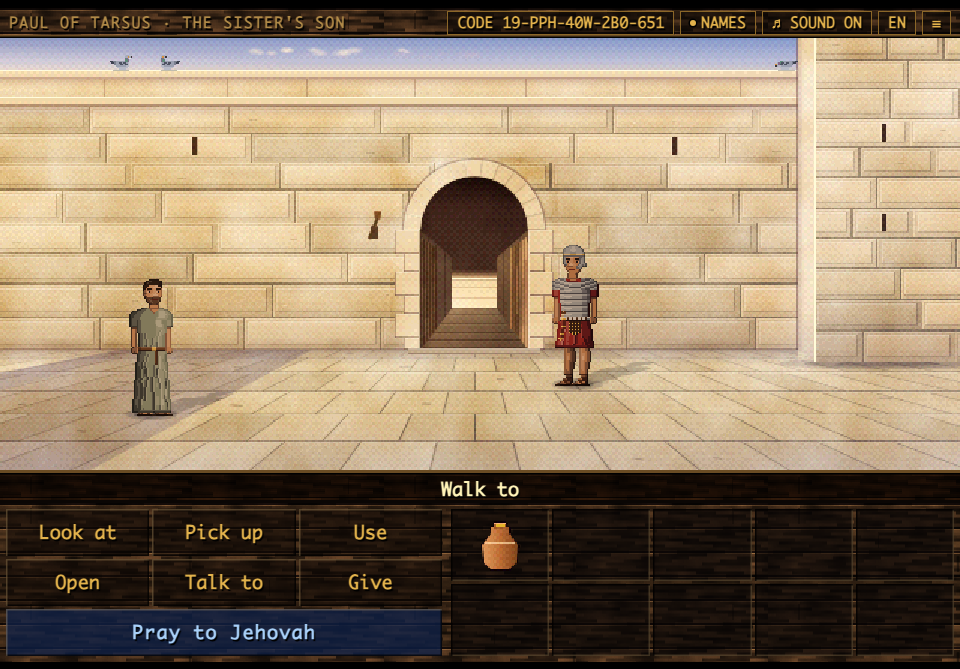 PAUL OF TARSUS · THE SISTER'S SON
CODE 19-PPH-40W-2B0-651
• NAMES
♬ SOUND ON
EN
≡
Walk to
Look at
Pick up
Use
Open
Talk to
Give
Pray to Jehovah